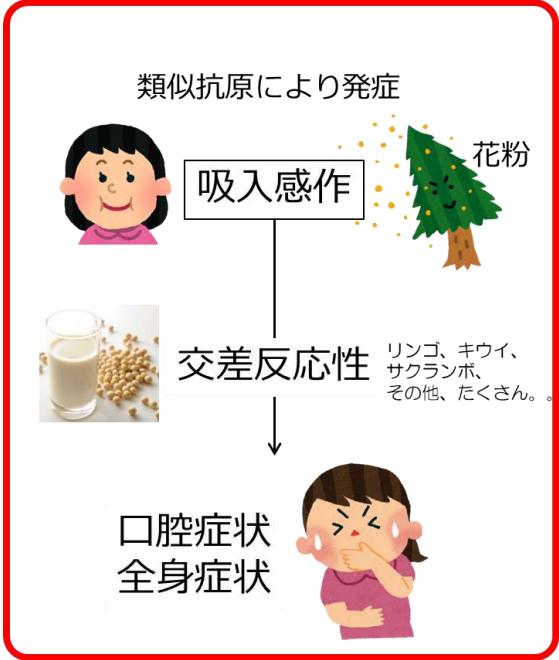 類似抗原により発症
花粉
吸入感作
交差反応性
リンゴ、キウイ、
サクランボ、
その他、たくさん。。
口腔症状
全身症状